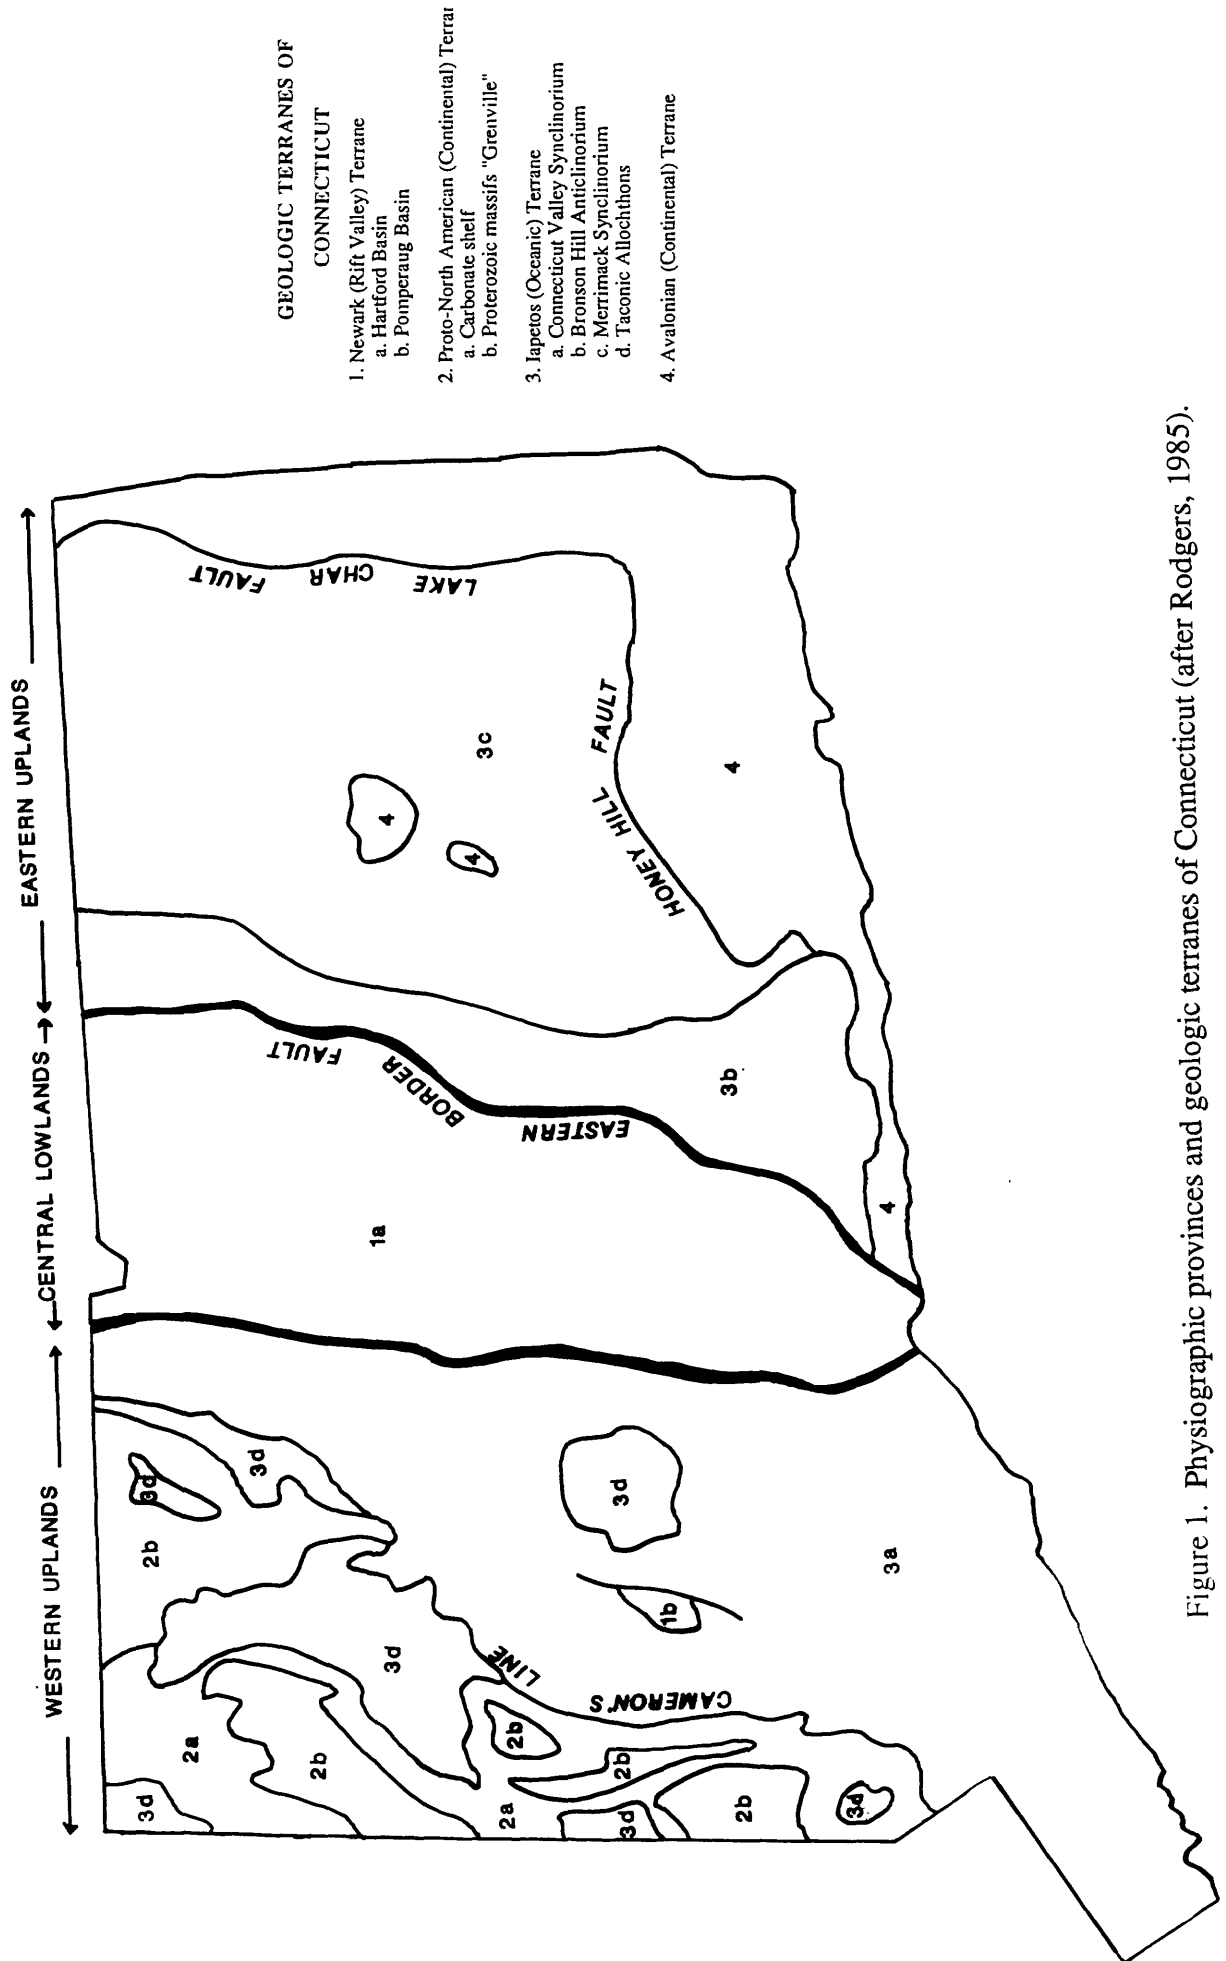 WESTERN UPLANDS
CENTRAL LOWLANDS
EASTERN UPLANDS
3d
2a
2b
2b
3d
3d
3d
2a
2b
2b
3d
2b
3d
CAMERON'S
LINE
1b
3d
3a
1a
EASTERN
BORDER
FAULT
3b
4
4
4
3c
HONEY HILL
FAULT
LAKE
CHAR
FAULT
4
GEOLOGIC TERRANES OF
CONNECTICUT
1. Newark (Rift Valley) Terrane
a. Hartford Basin
b. Pomperaug Basin
2. Proto-North American (Continental)
a. Carbonate shelf
b. Proterozoic massifs "Grenville"
3. Iapetos (Oceanic) Terrane
a. Connecticut Valley Synclinorium
b. Bronson Hill Anticlinorium
c. Merrimack Synclinorium
d. Taconic Allochthons
4. Avalonian (Continental) Terrane
Figure 1. Physiographic provinces and geologic terranes of Connecticut (after Rodgers, 1985).